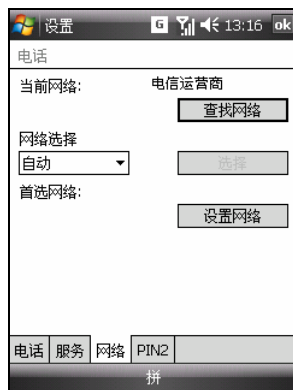 设置 G 13:16 ok
电话
当前网络: 电信运营商
查找网络
网络选择
自动 选择
首选网络:
设置网络
电话 服务 网络 PIN2
拼